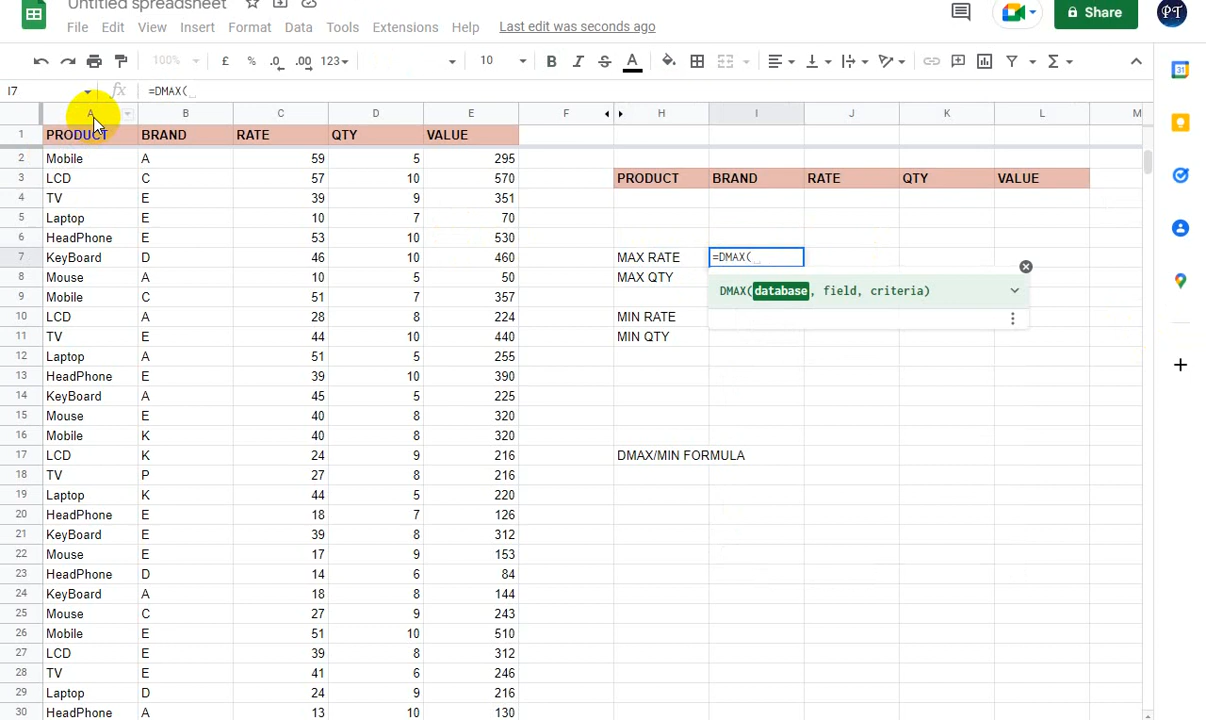 Untitled spreadsheet
File Edit View Insert Format Data Tools Extensions Help Last edit was seconds ago
Share
PT
100% £ % .0 .00 123 10 B I S A Σ
31
I7 fx =DMAX(
A B C D E F H I J K L M
1 PRODUCT BRAND RATE QTY VALUE
2 Mobile A 59 5 295
3 LCD C 57 10 570 PRODUCT BRAND RATE QTY VALUE
4 TV E 39 9 351
5 Laptop E 10 7 70
6 HeadPhone E 53 10 530
7 KeyBoard D 46 10 460 MAX RATE =DMAX(
8 Mouse A 10 5 50 MAX QTY
DMAX(database, field, criteria)
9 Mobile C 51 7 357
10 LCD A 28 8 224 MIN RATE
11 TV E 44 10 440 MIN QTY
12 Laptop A 51 5 255
13 HeadPhone E 39 10 390
14 KeyBoard A 45 5 225
15 Mouse E 40 8 320
16 Mobile K 40 8 320
17 LCD K 24 9 216 DMAX/MIN FORMULA
18 TV P 27 8 216
19 Laptop K 44 5 220
20 HeadPhone E 18 7 126
21 KeyBoard E 39 8 312
22 Mouse E 17 9 153
23 HeadPhone D 14 6 84
24 KeyBoard A 18 8 144
25 Mouse C 27 9 243
26 Mobile E 51 10 510
27 LCD E 39 8 312
28 TV E 41 6 246
29 Laptop D 24 9 216
30 HeadPhone A 13 10 130